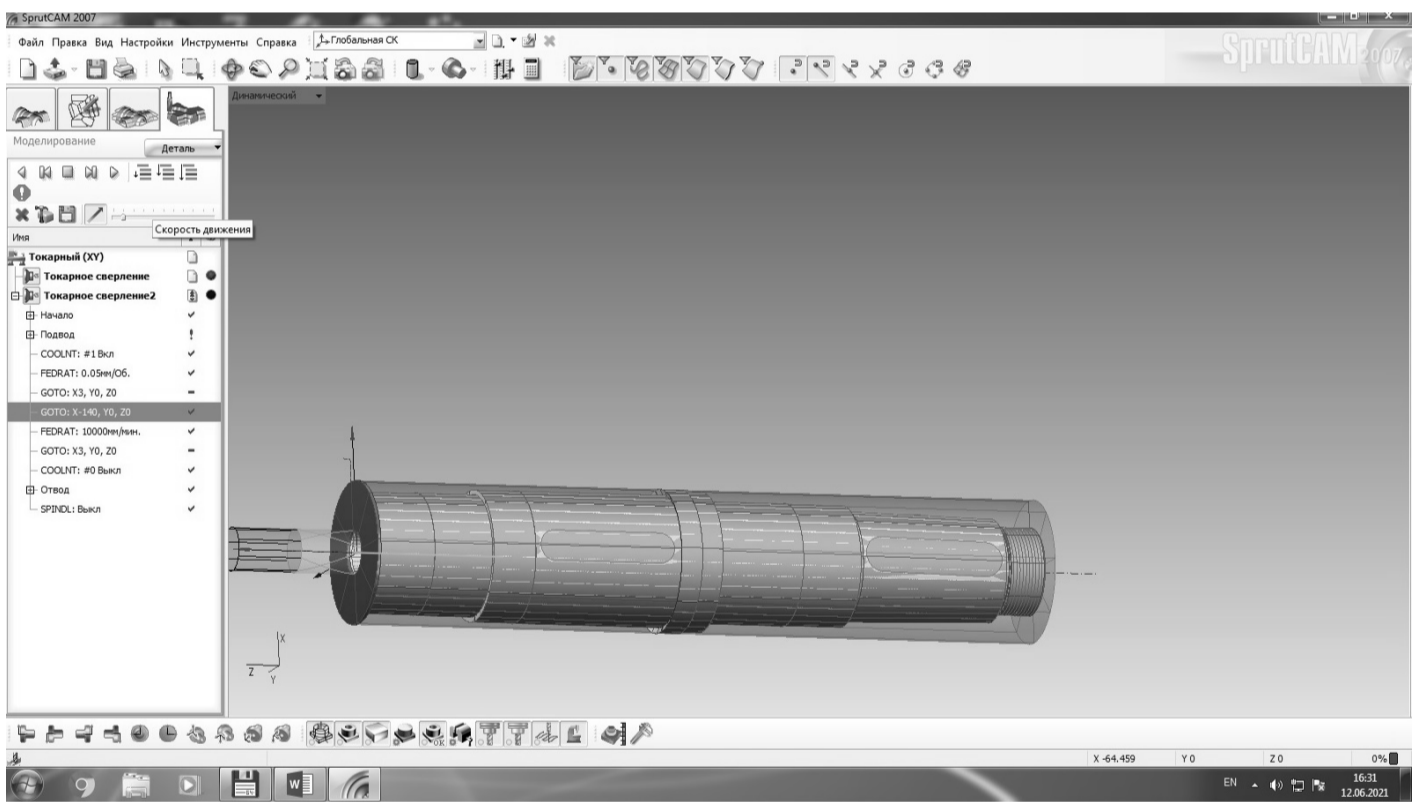 SprutCAM 2007
Файл Правка Вид Настройки Инструменты Справка Глобальная СК
SprutCAM 2007
Динамический
Моделирование
Деталь
Скорость движения
Имя
Токарный (XY)
Токарное сверление
Токарное сверление2
Начало
Подвод
COOLNT: #1 Вкл
FEDRAT: 0.05мм/Об.
GOTO: X3, Y0, Z0
GOTO: X-140, Y0, Z0
FEDRAT: 10000мм/мин.
GOTO: X3, Y0, Z0
COOLNT: #0 Выкл
Отвод
SPINDL: Выкл
X
Z
Y
X -64.459 Y 0 Z 0 0%
EN 16:31
12.06.2021